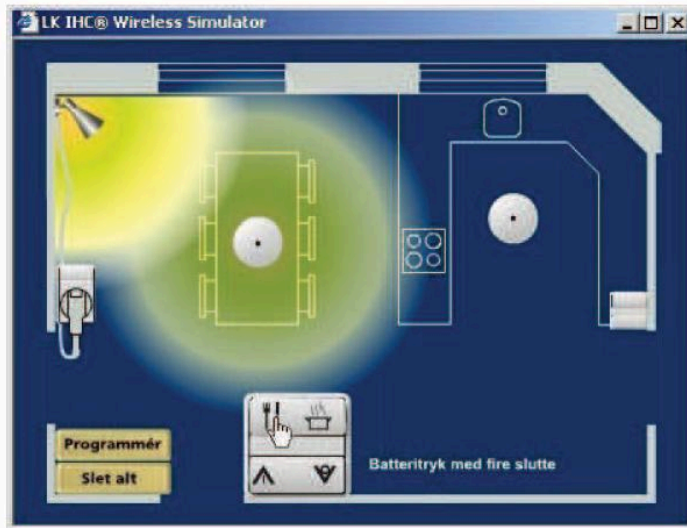 LK IHC® Wireless Simulator
Programmér
Slet alt
Batteritryk med fire slutte